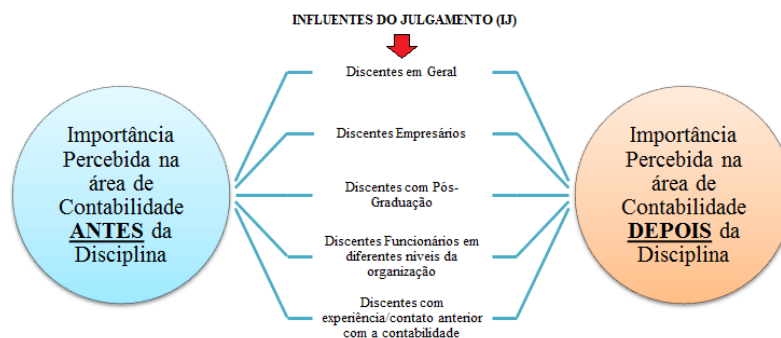 INFLUENTES DO JULGAMENTO (IJ)
Discentes em Geral
Discentes Empresários
Discentes com Pós-
Graduação
Discentes Funcionários em
diferentes níveis da
organização
Discentes com
experiência/contato anterior
com a contabilidade
Importância
Percebida na
área de
Contabilidade
ANTES da
Disciplina
Importância
Percebida na
área de
Contabilidade
DEPOIS da
Disciplina